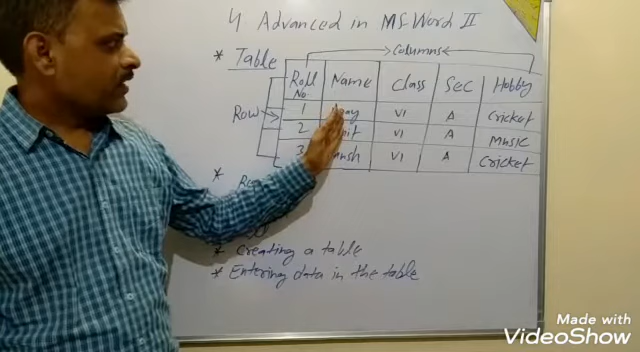 4 Advanced in MS-Word II
* Table Columns
Roll No. Name Class Sec Hobby
Row 1 VI A Cricket
2 VI A Music
3 VI A Cricket
*
* Creating a table
* Entering data in the table
Made with
VideoShow